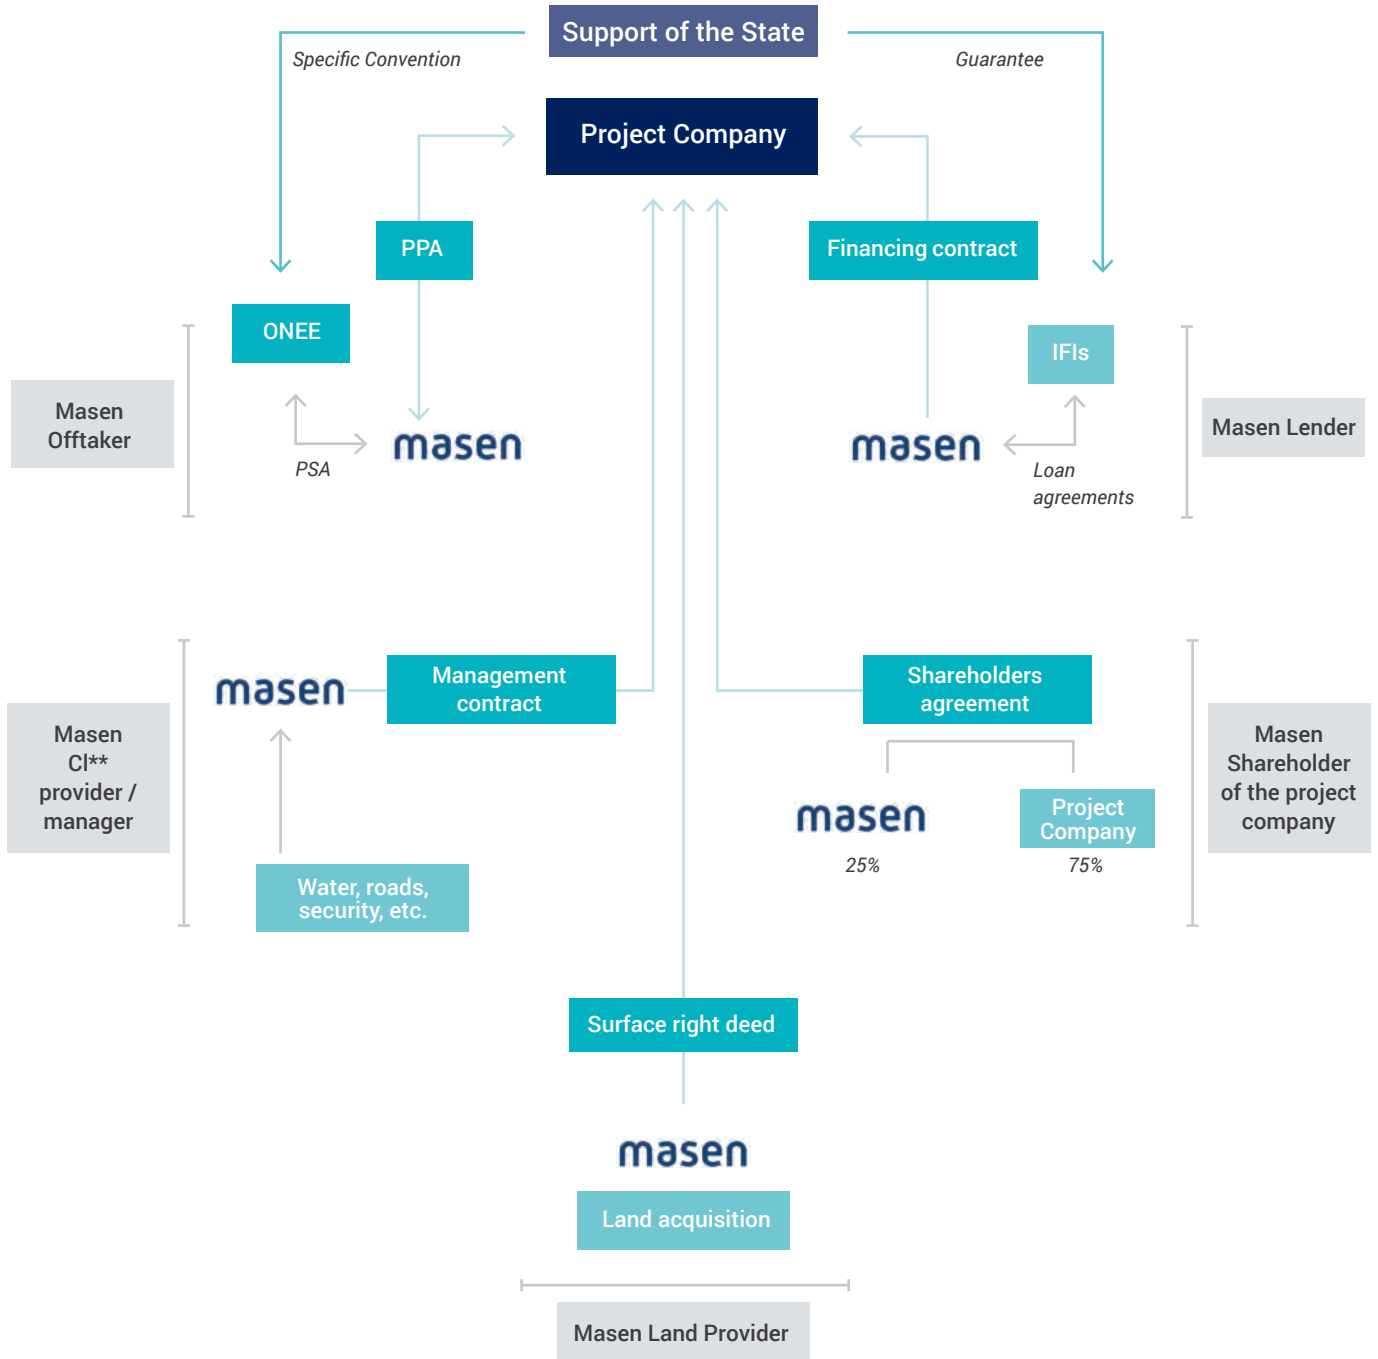 Support of the State
Specific Convention
Guarantee
Project Company
PPA
Financing contract
ONEE
IFIs
Masen
Offtaker
masen
PSA
masen
Loan
agreements
Masen Lender
Masen
Cl**
provider /
manager
masen
Management
contract
Water, roads,
security, etc.
Shareholders
agreement
masen
25%
Project
Company
75%
Masen
Shareholder
of the project
company
Surface right deed
masen
Land acquisition
Masen Land Provider